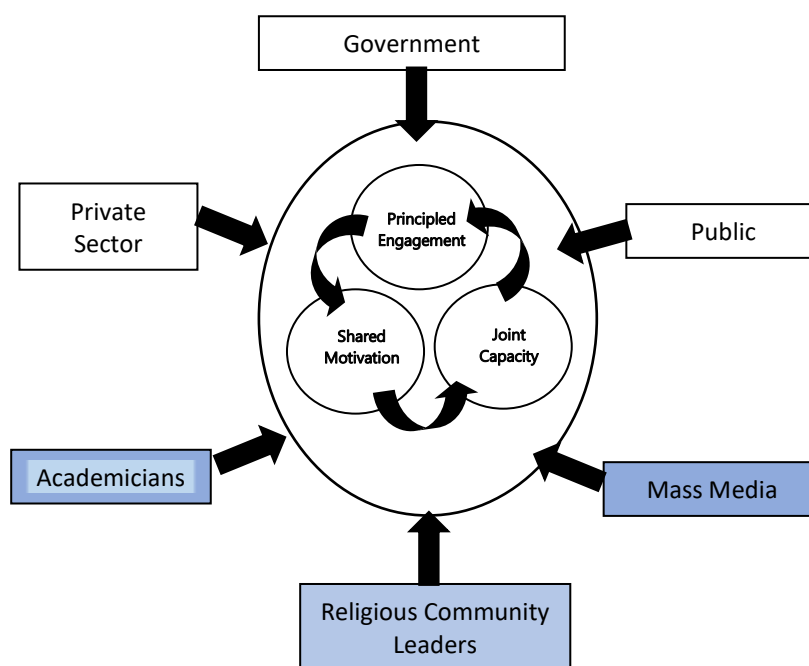 Government
Private
Sector
Public
Principled
Engagement
Shared
Motivation
Joint
Capacity
Academicians
Mass Media
Religious Community
Leaders